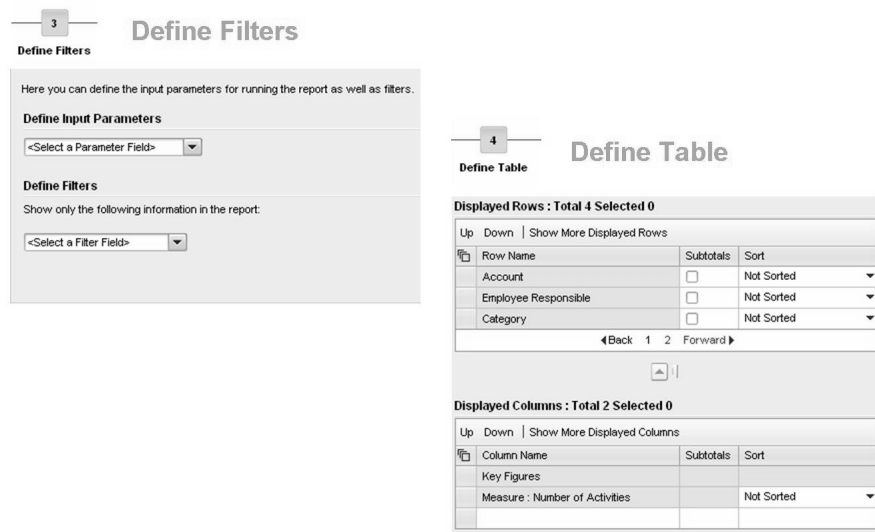 3
Define Filters
Define Filters
Here you can define the input parameters for running the report as well as filters.
Define Input Parameters
<Select a Parameter Field>
Define Filters
Show only the following information in the report:
<Select a Filter Field>
4
Define Table
Define Table
Displayed Rows : Total 4 Selected 0
Up Down | Show More Displayed Rows
Row Name Subtotals Sort
Account Not Sorted
Employee Responsible Not Sorted
Category Not Sorted
Back 1 2 Forward
Displayed Columns : Total 2 Selected 0
Up Down | Show More Displayed Columns
Column Name Subtotals Sort
Key Figures
Measure : Number of Activities Not Sorted